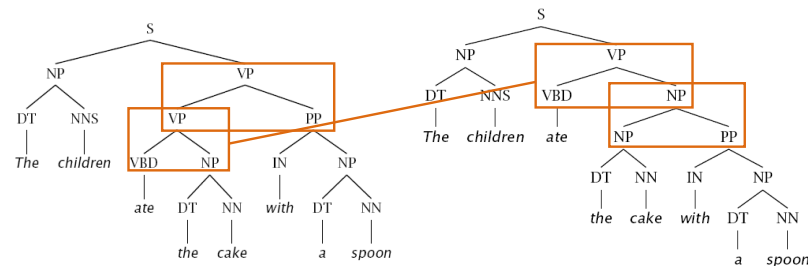 S
NP VP
DT NNS VP PP
The children VBD NP IN NP
ate DT NN with DT NN
the cake a spoon
S
NP VP
DT NNS VBD NP
The children ate NP PP
DT NN IN NP
the cake with DT NN
a spoon